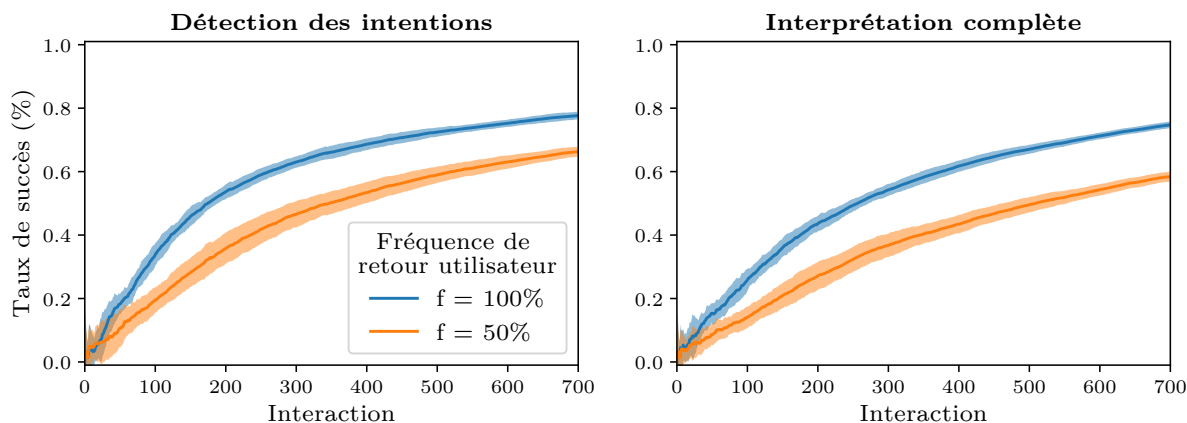 Détection des intentions
Interprétation complète
Taux de succès (%)
1.0
0.8
0.6
0.4
0.2
0.0
0 100 200 300 400 500 600 700
Interaction
Fréquence de
retour utilisateur
f = 100%
f = 50%
1.0
0.8
0.6
0.4
0.2
0.0
0 100 200 300 400 500 600 700
Interaction